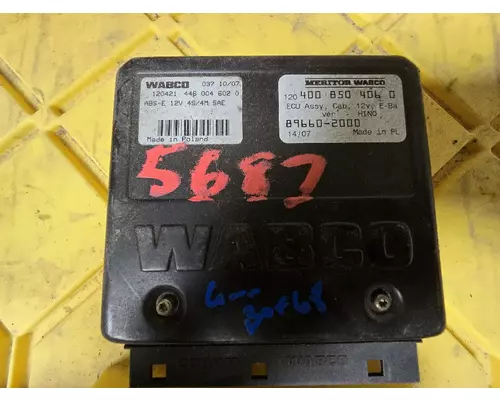 WABCO 037 10/07
120421 446 004 602 0
ABS-E 12V 4S/4M SAE
Made in Poland
MERITOR WABCO
120 400 850 406 0
ECU Assy, Cab, 12v, E-Ba
ver . HINO
89660-2000
14/07 Made in PL
5687
WABCO
WABCO